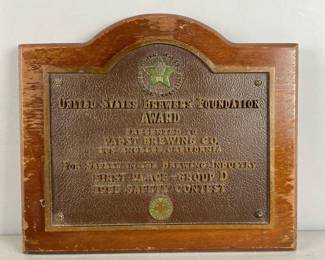 United States Brewers Foundation
AWARD
PRESENTED TO
PABST BREWING CO.
LOS ANGELES, CALIFORNIA
For Safety in the Brewing Industry
FIRST PLACE - GROUP D
SAFETY CONTEST